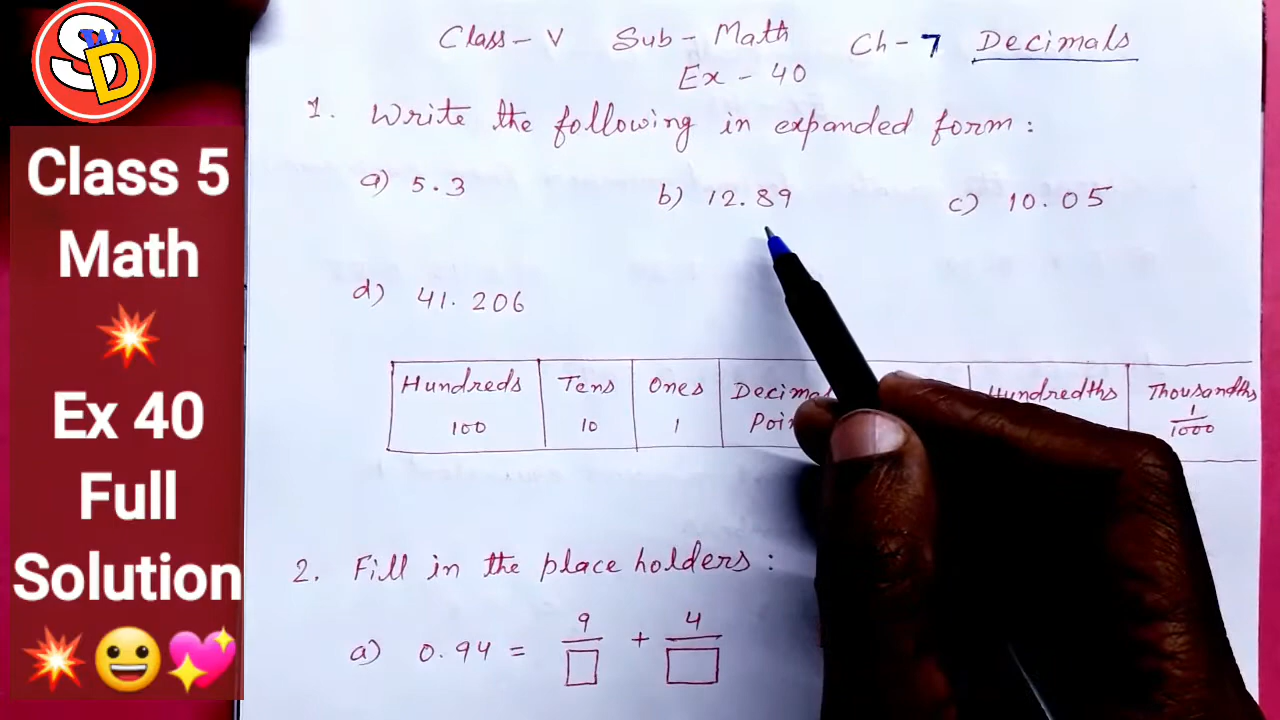 SWD
Class 5
Math
Ex 40
Full
Solution
Class - V Sub - Math Ch - 7 Decimals
Ex - 40
1. Write the following in expanded form :
a) 5.3 b) 12.89 c) 10.05
d) 41.206
Hundreds Tens Ones Decimal Hundredths Thousandths
100 10 1 1/1000
2. Fill in the place holders :
a) 0.94 = 9/□ + 4/□